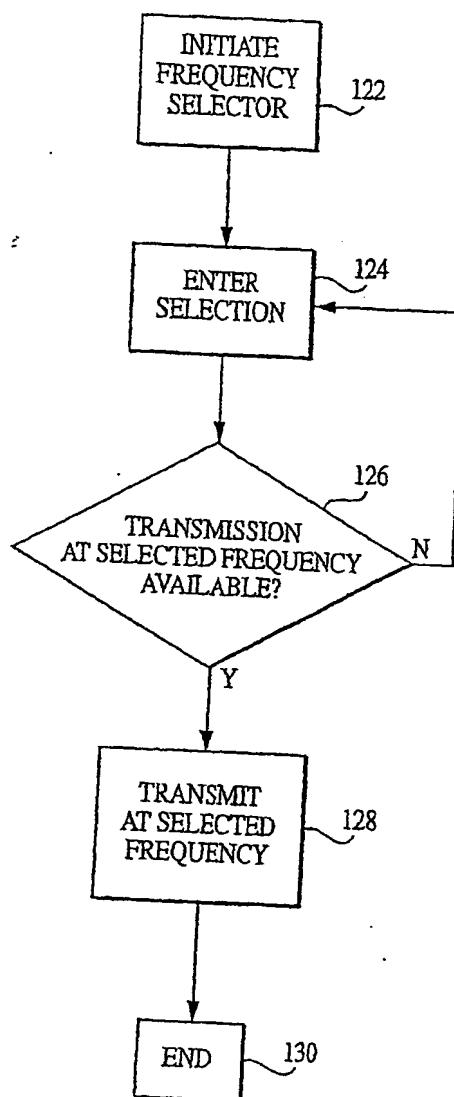 INITIATE
FREQUENCY
SELECTOR
122
ENTER
SELECTION
124
126
TRANSMISSION
AT SELECTED FREQUENCY
AVAILABLE?
N
Y
TRANSMIT
AT SELECTED
FREQUENCY
128
END
130